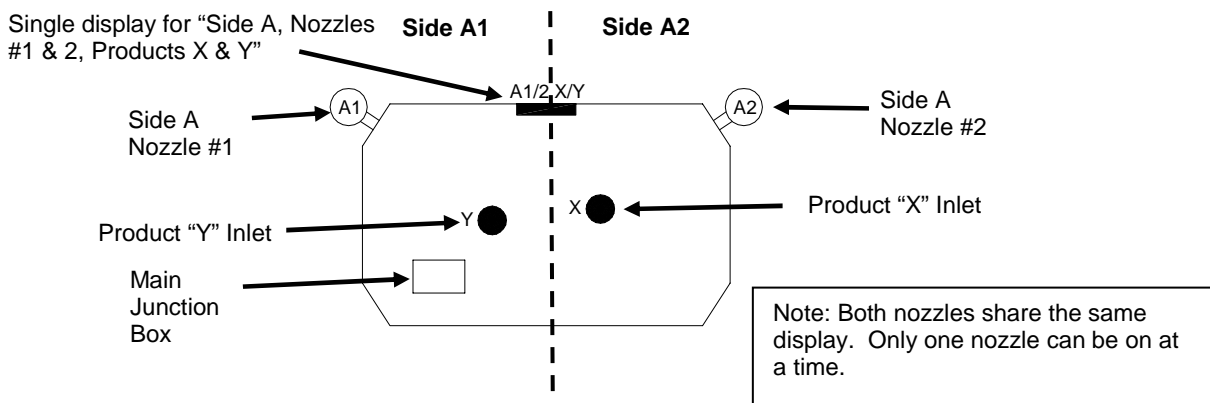 Single display for “Side A, Nozzles
#1 & 2, Products X & Y”
Side A1
Side A2
A1/2 X/Y
A1
A2
Side A
Nozzle #1
Side A
Nozzle #2
Y
X
Product “Y” Inlet
Product “X” Inlet
Main
Junction
Box
Note: Both nozzles share the same
display. Only one nozzle can be on at
a time.